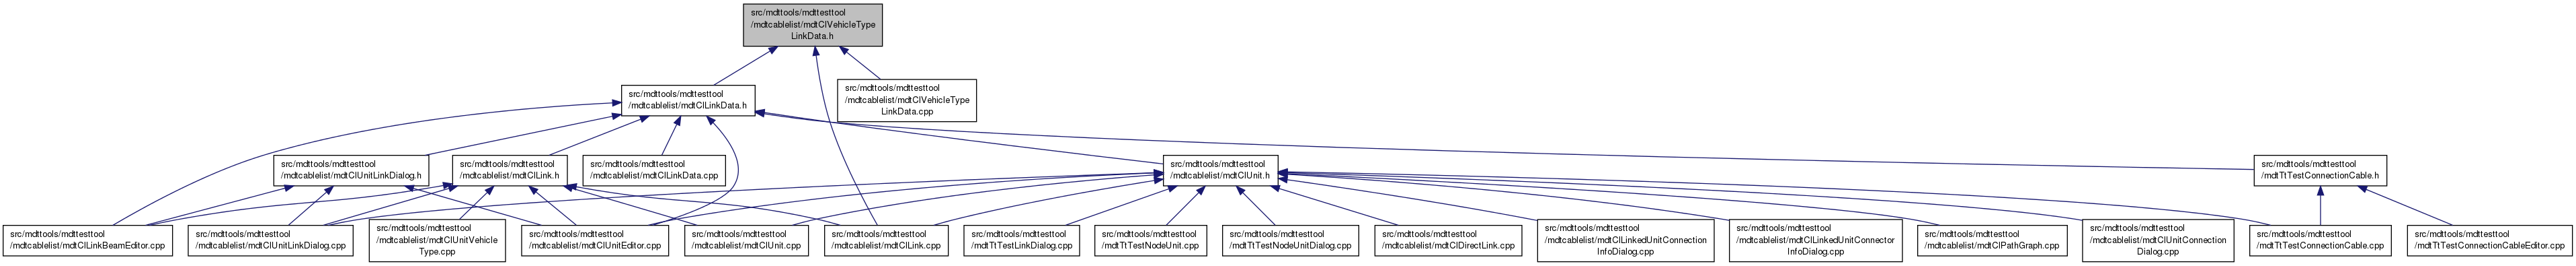 src/mdttools/mdttesttool
/mdtcablelist/mdtClVehicleType
LinkData.h
src/mdttools/mdttesttool
/mdtcablelist/mdtClLinkData.h
src/mdttools/mdttesttool
/mdtcablelist/mdtClVehicleType
LinkData.cpp
src/mdttools/mdttesttool
/mdtcablelist/mdtClUnitLinkDialog.h
src/mdttools/mdttesttool
/mdtcablelist/mdtClLink.h
src/mdttools/mdttesttool
/mdtcablelist/mdtClLinkData.cpp
src/mdttools/mdttesttool
/mdtcablelist/mdtClUnit.h
src/mdttools/mdttesttool
/mdtTtTestConnectionCable.h
src/mdttools/mdttesttool
/mdtcablelist/mdtClLinkBeamEditor.cpp
src/mdttools/mdttesttool
/mdtcablelist/mdtClUnitLinkDialog.cpp
src/mdttools/mdttesttool
/mdtcablelist/mdtClUnitVehicle
Type.cpp
src/mdttools/mdttesttool
/mdtcablelist/mdtClUnitEditor.cpp
src/mdttools/mdttesttool
/mdtcablelist/mdtClUnit.cpp
src/mdttools/mdttesttool
/mdtcablelist/mdtClLink.cpp
src/mdttools/mdttesttool
/mdtTtTestLinkDialog.cpp
src/mdttools/mdttesttool
/mdtTtTestNodeUnit.cpp
src/mdttools/mdttesttool
/mdtTtTestNodeUnitDialog.cpp
src/mdttools/mdttesttool
/mdtcablelist/mdtClDirectLink.cpp
src/mdttools/mdttesttool
/mdtcablelist/mdtClLinkedUnitConnection
InfoDialog.cpp
src/mdttools/mdttesttool
/mdtcablelist/mdtClLinkedUnitConnector
InfoDialog.cpp
src/mdttools/mdttesttool
/mdtcablelist/mdtClPathGraph.cpp
src/mdttools/mdttesttool
/mdtcablelist/mdtClUnitConnection
Dialog.cpp
src/mdttools/mdttesttool
/mdtTtTestConnectionCable.cpp
src/mdttools/mdttesttool
/mdtTtTestConnectionCableEditor.cpp